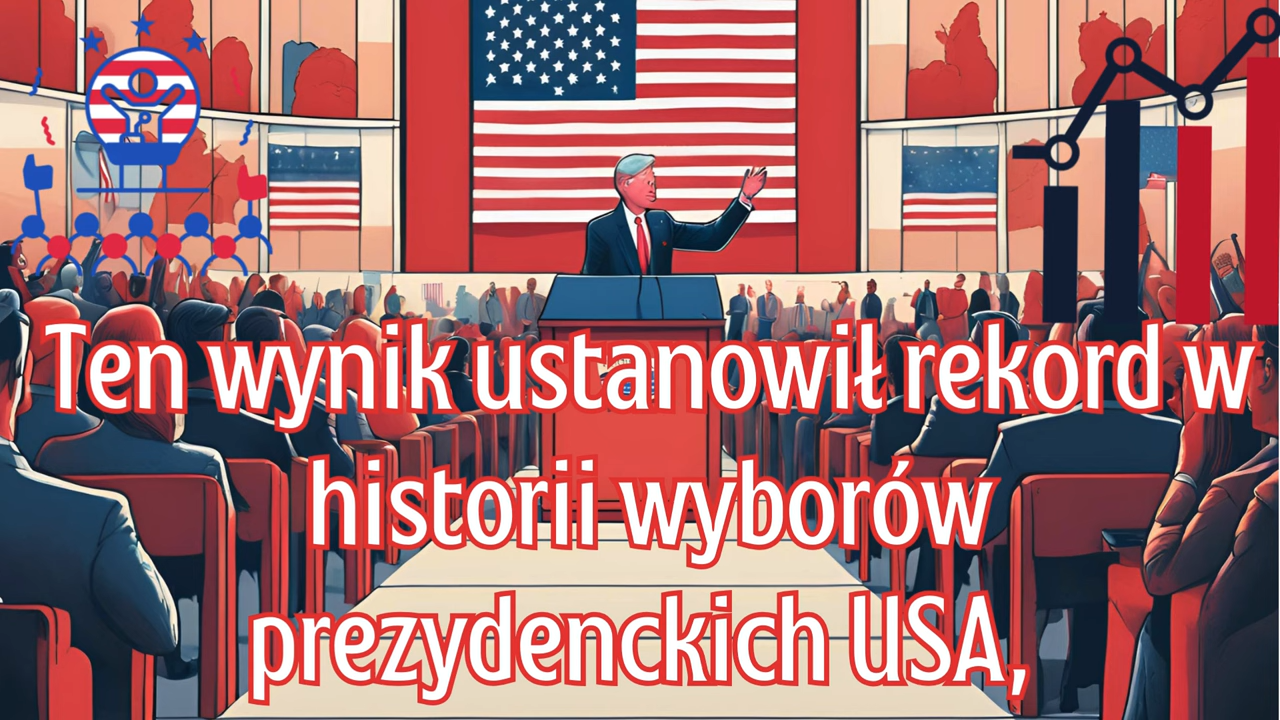 Ten wynik ustanowił rekord w
historii wyborów
prezydenckich USA,